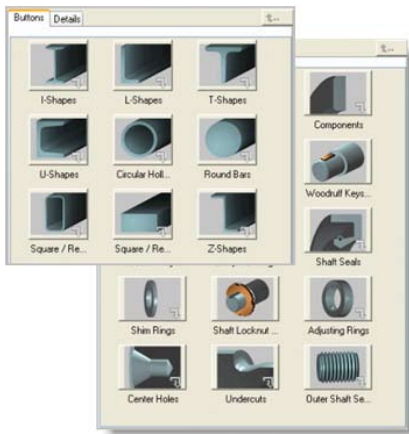 Buttons Details
I-Shapes L-Shapes T-Shapes
U-Shapes Circular Holl... Round Bars
Square / Re... Square / Re... Z-Shapes
Components
Woodruff Keys...
Shaft Seals
Shim Rings Shaft Locknut ... Adjusting Rings
Center Holes Undercuts Outer Shaft Se...